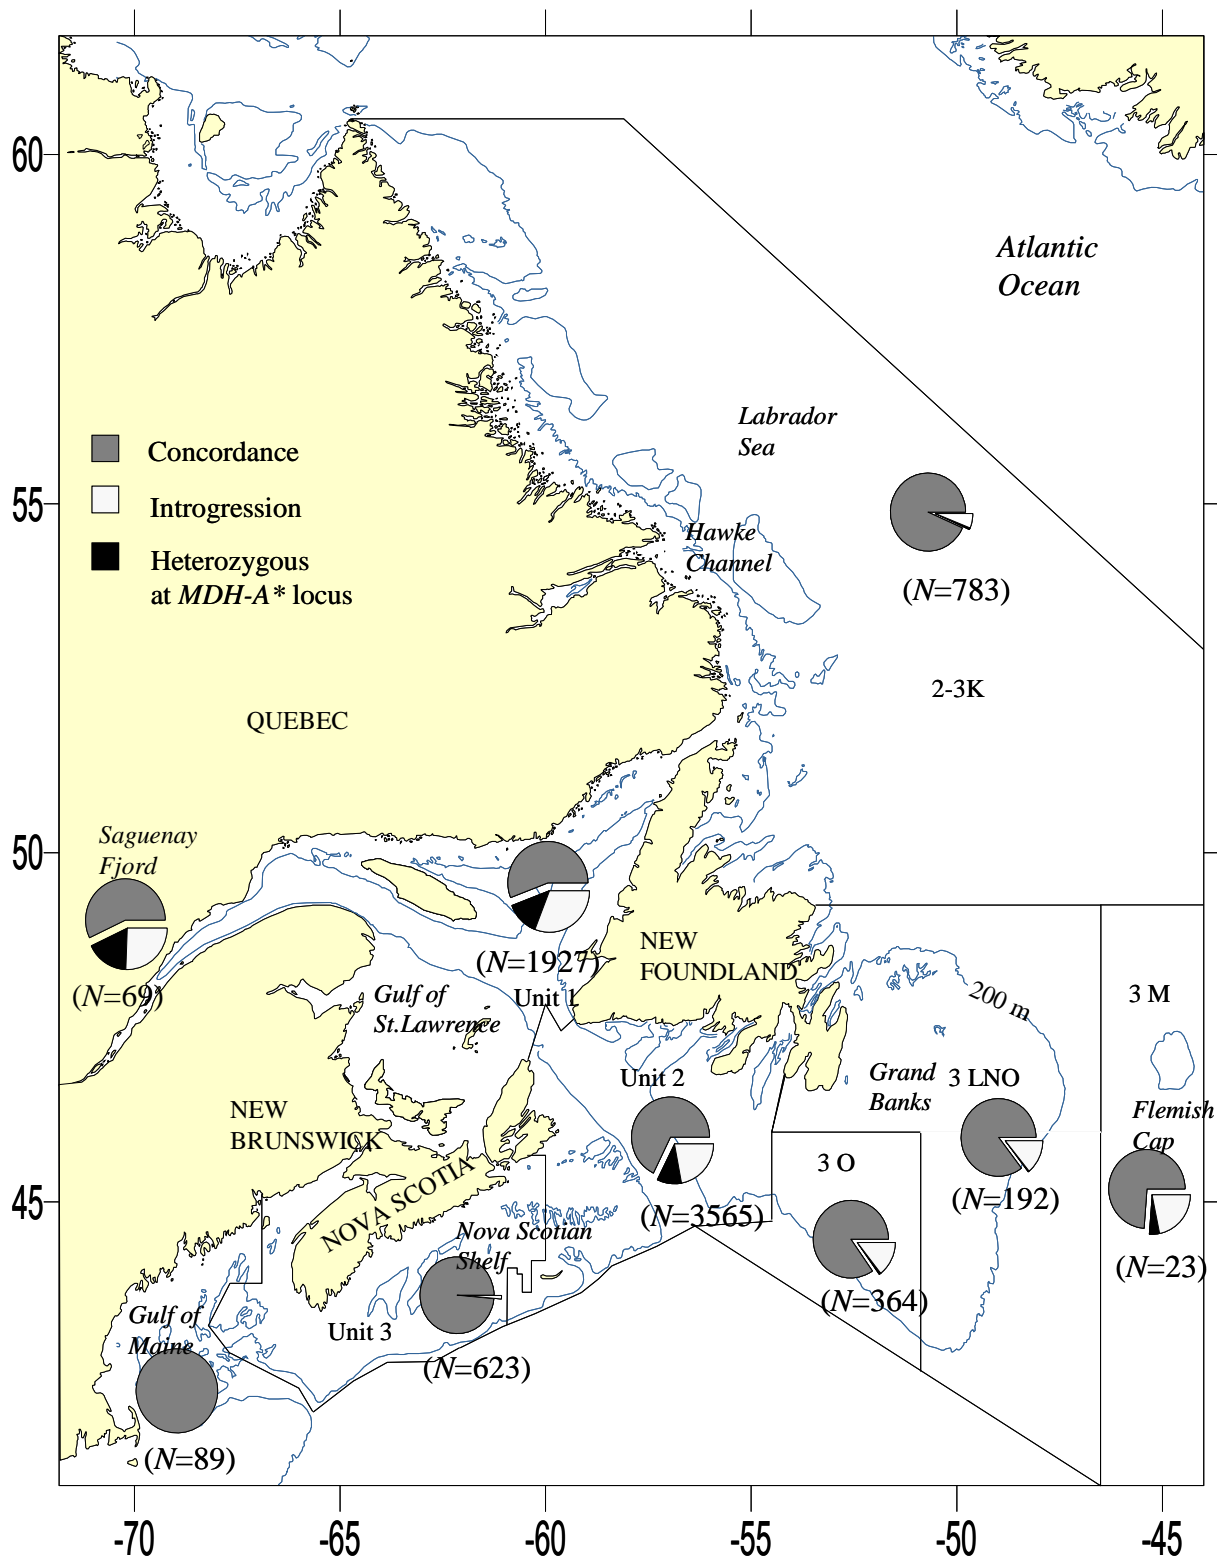 60
55
50
45
-70
-65
-60
-55
-50
-45
Atlantic
Ocean
Labrador
Sea
Concordance
Introgression
Heterozygous
at MDH-A* locus
Hawke
Channel
(N=783)
2-3K
QUEBEC
Saguenay
Fjord
(N=69)
(N=1927)
Unit 1
NEW
FOUNDLAND
Gulf of
St.Lawrence
200 m
3 M
Unit 2
Grand
Banks
3 LNO
NEW
BRUNSWICK
Flemish
Cap
NOVA SCOTIA
3 O
(N=192)
(N=3565)
Nova Scotian
Shelf
(N=23)
(N=364)
Gulf of
Maine
Unit 3
(N=623)
(N=89)